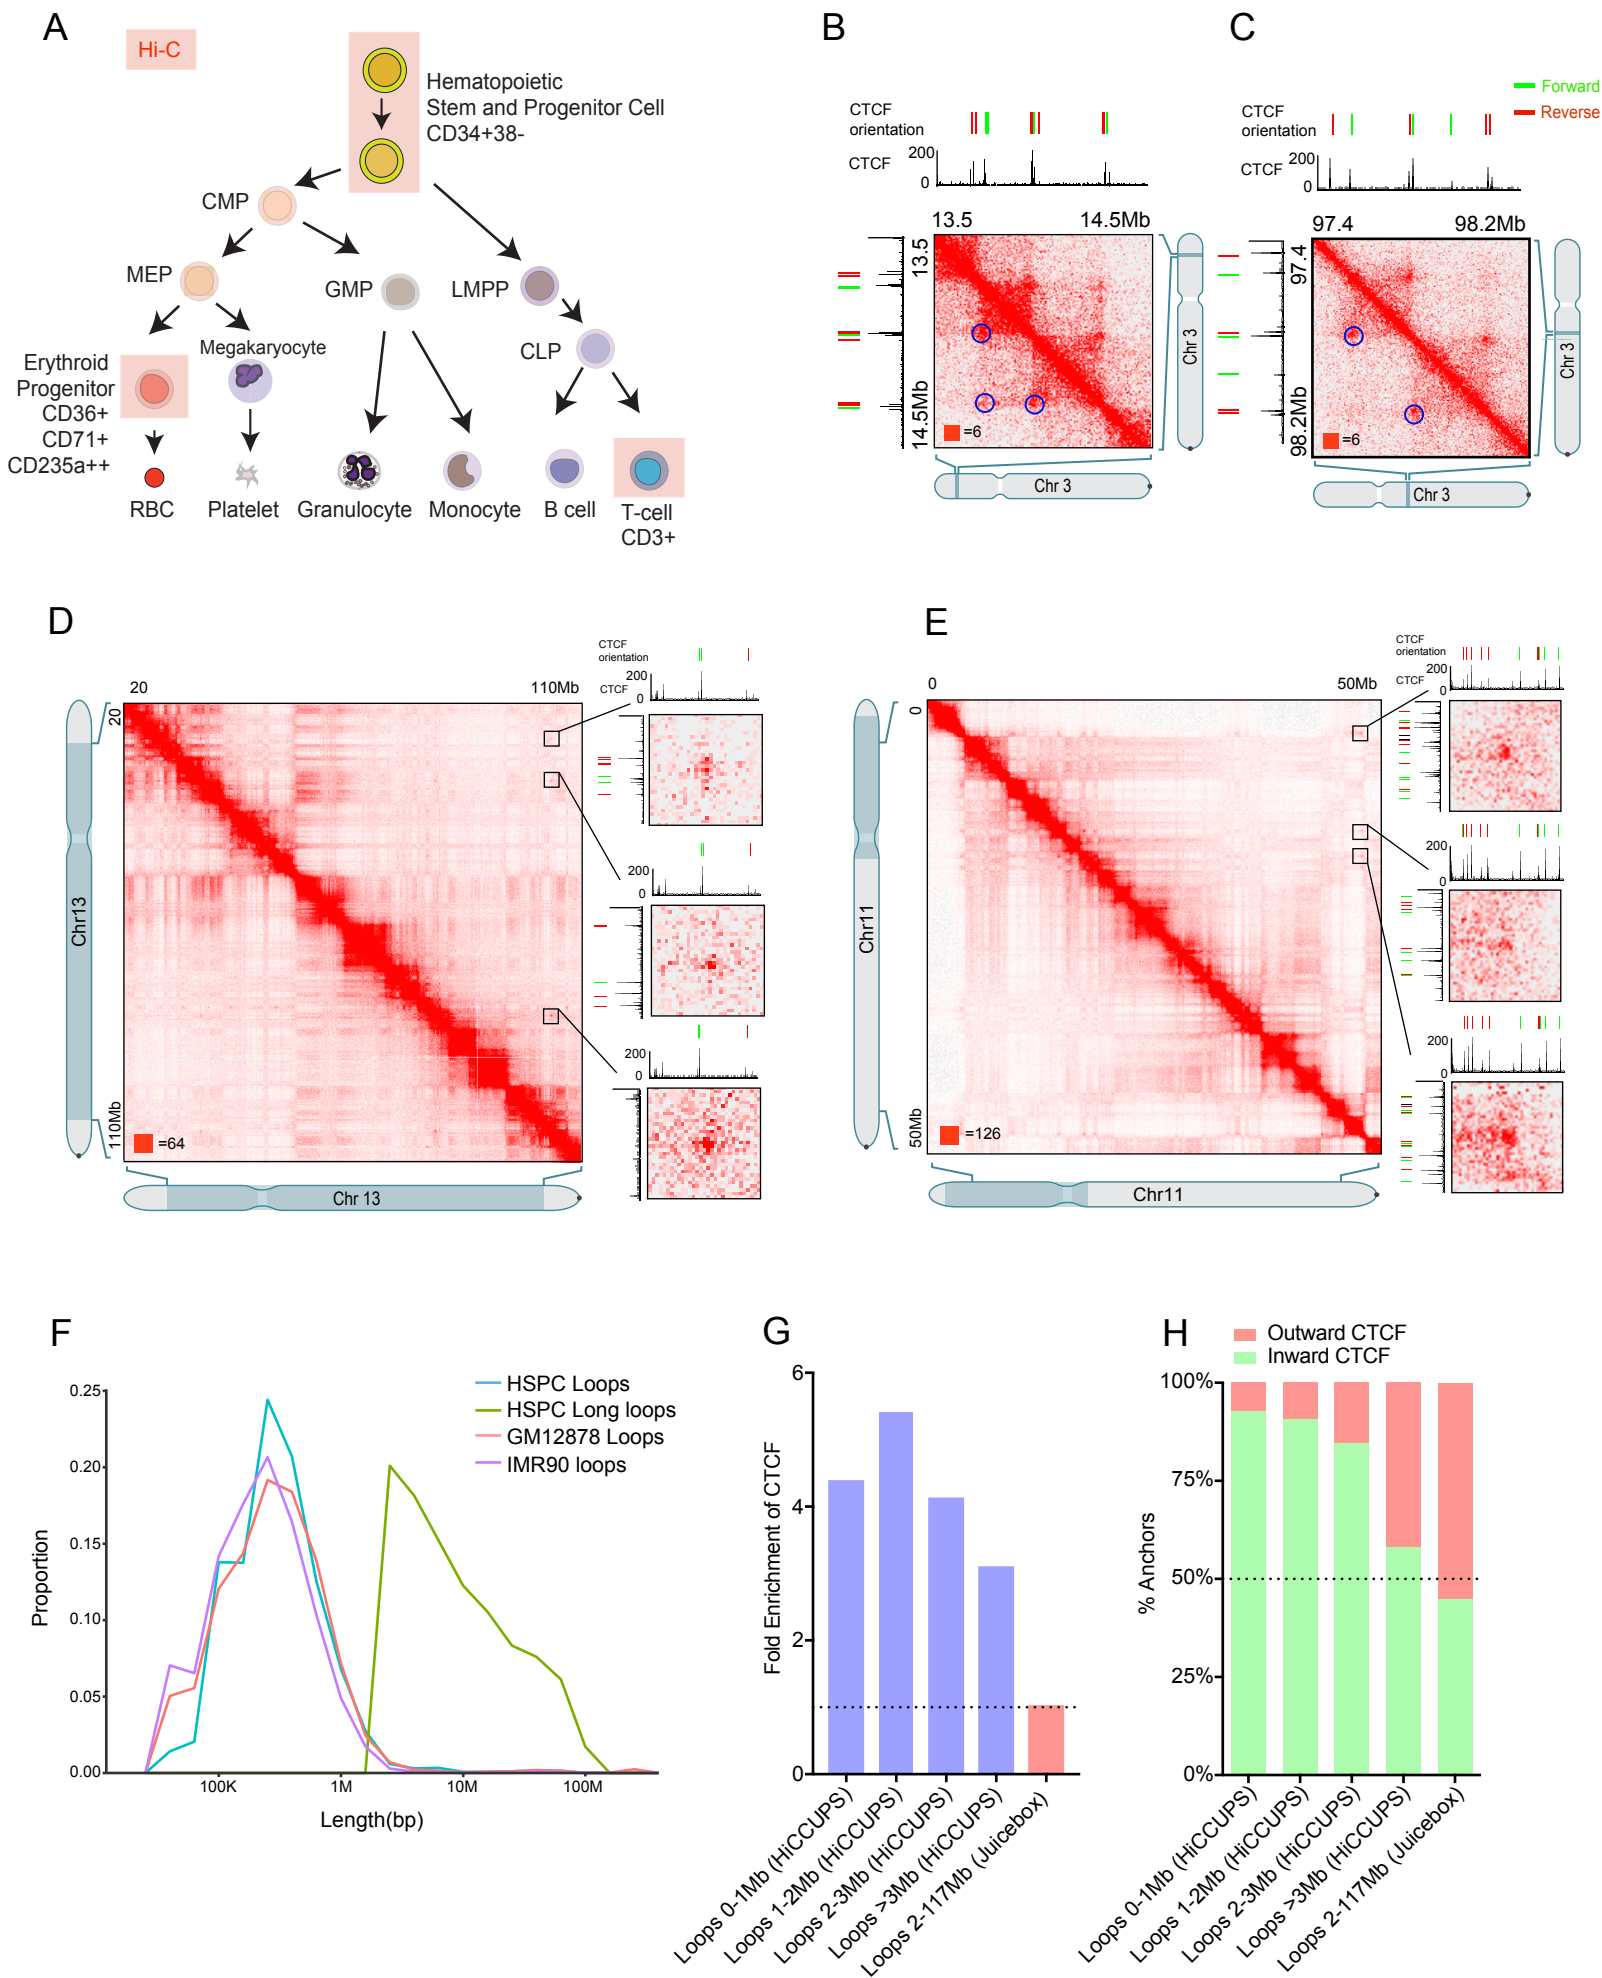 A
Hi-C
Hematopoietic
Stem and Progenitor Cell
CD34+38-
CMP
MEP
GMP
LMPP
CLP
Erythroid
Progenitor
CD36+
CD71+
CD235a++
Megakaryocyte
RBC
Platelet
Granulocyte
Monocyte
B cell
T-cell
CD3+
B
CTCF
orientation
CTCF
200
0
13.5
14.5Mb
13.5
14.5Mb
=6
Chr 3
Chr 3
C
Forward
Reverse
CTCF
orientation
CTCF
200
0
97.4
98.2Mb
97.4
98.2Mb
=6
Chr 3
Chr 3
D
20
110Mb
20
110Mb
Chr13
=64
Chr 13
CTCF
orientation
CTCF
200
0
200
0
200
0
E
0
50Mb
0
50Mb
Chr11
=126
Chr11
CTCF
orientation
CTCF
200
0
200
0
200
0
F
HSPC Loops
HSPC Long loops
GM12878 Loops
IMR90 loops
0.25
0.20
0.15
0.10
0.05
0.00
Proportion
100K
1M
10M
100M
Length(bp)
G
6
4
2
0
Fold Enrichment of CTCF
Loops 0-1Mb (HiCCUPS)
Loops 1-2Mb (HiCCUPS)
Loops 2-3Mb (HiCCUPS)
Loops >3Mb (HiCCUPS)
Loops 2-117Mb (Juicebox)
H
Outward CTCF
Inward CTCF
100%
75%
50%
25%
0%
% Anchors
Loops 0-1Mb (HiCCUPS)
Loops 1-2Mb (HiCCUPS)
Loops 2-3Mb (HiCCUPS)
Loops >3Mb (HiCCUPS)
Loops 2-117Mb (Juicebox)